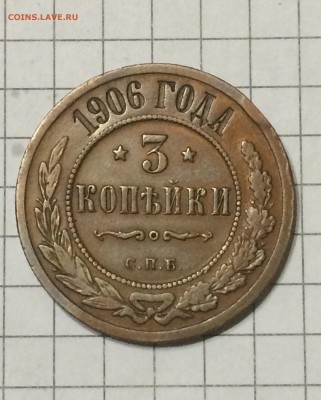 COINS.LAVE.RU
1906 ГОДА
3
КОПѢЙКИ
С.П.Б